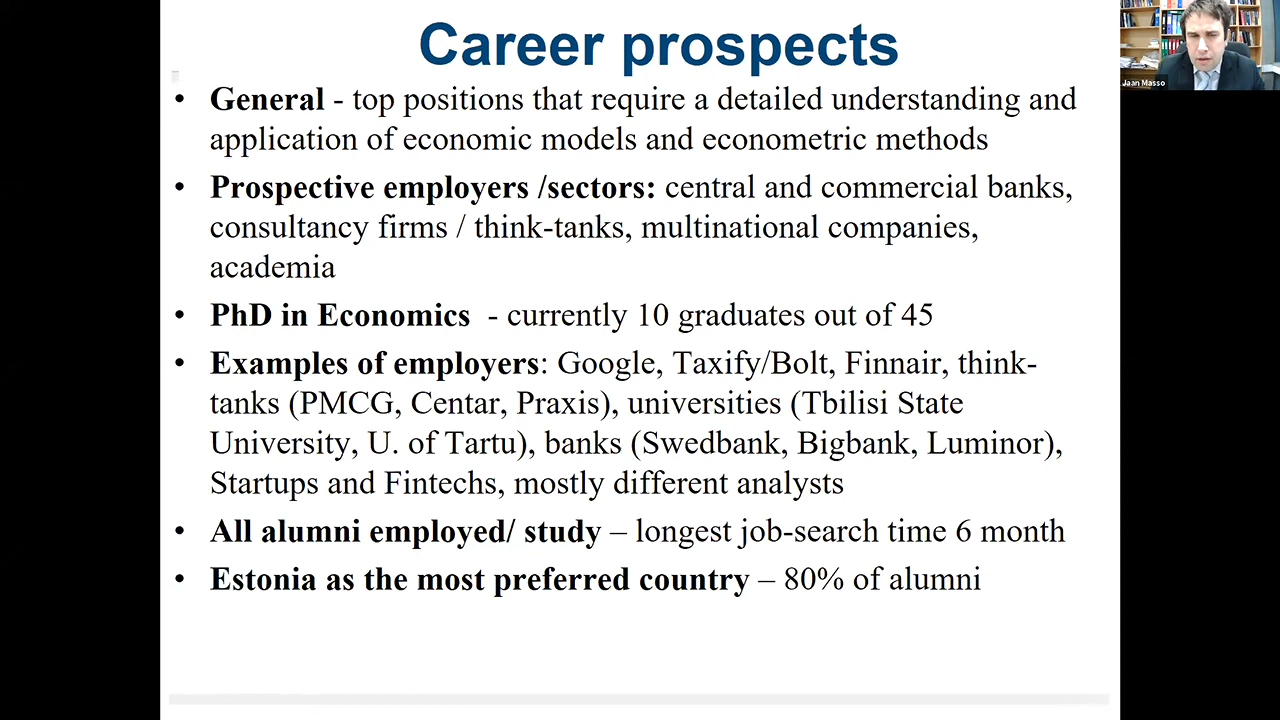 Career prospects
Jaan Masso
• General - top positions that require a detailed understanding and
application of economic models and econometric methods
• Prospective employers /sectors: central and commercial banks,
consultancy firms / think-tanks, multinational companies,
academia
• PhD in Economics - currently 10 graduates out of 45
• Examples of employers: Google, Taxify/Bolt, Finnair, think-
tanks (PMCG, Centar, Praxis), universities (Tbilisi State
University, U. of Tartu), banks (Swedbank, Bigbank, Luminor),
Startups and Fintechs, mostly different analysts
• All alumni employed/ study – longest job-search time 6 month
• Estonia as the most preferred country – 80% of alumni